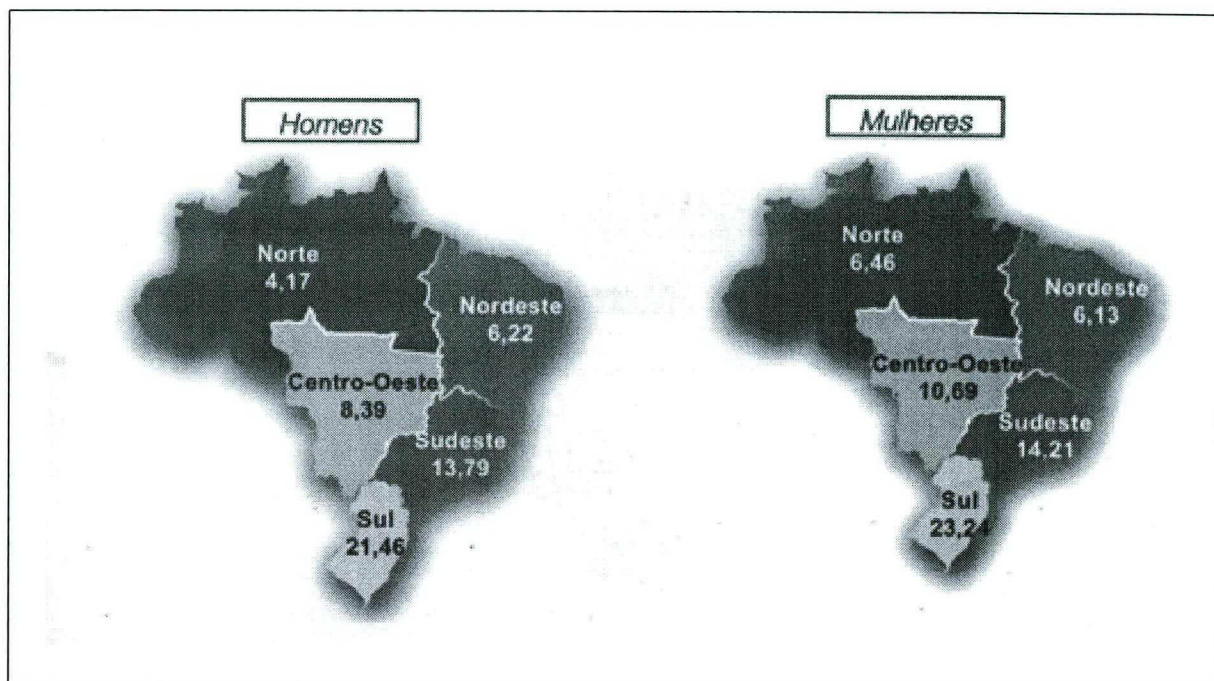 Homens
Norte
4,17
Nordeste
6,22
Centro-Oeste
8,39
Sudeste
13,79
Sul
21,46
Mulheres
Norte
6,46
Nordeste
6,13
Centro-Oeste
10,69
Sudeste
14,21
Sul
23,24